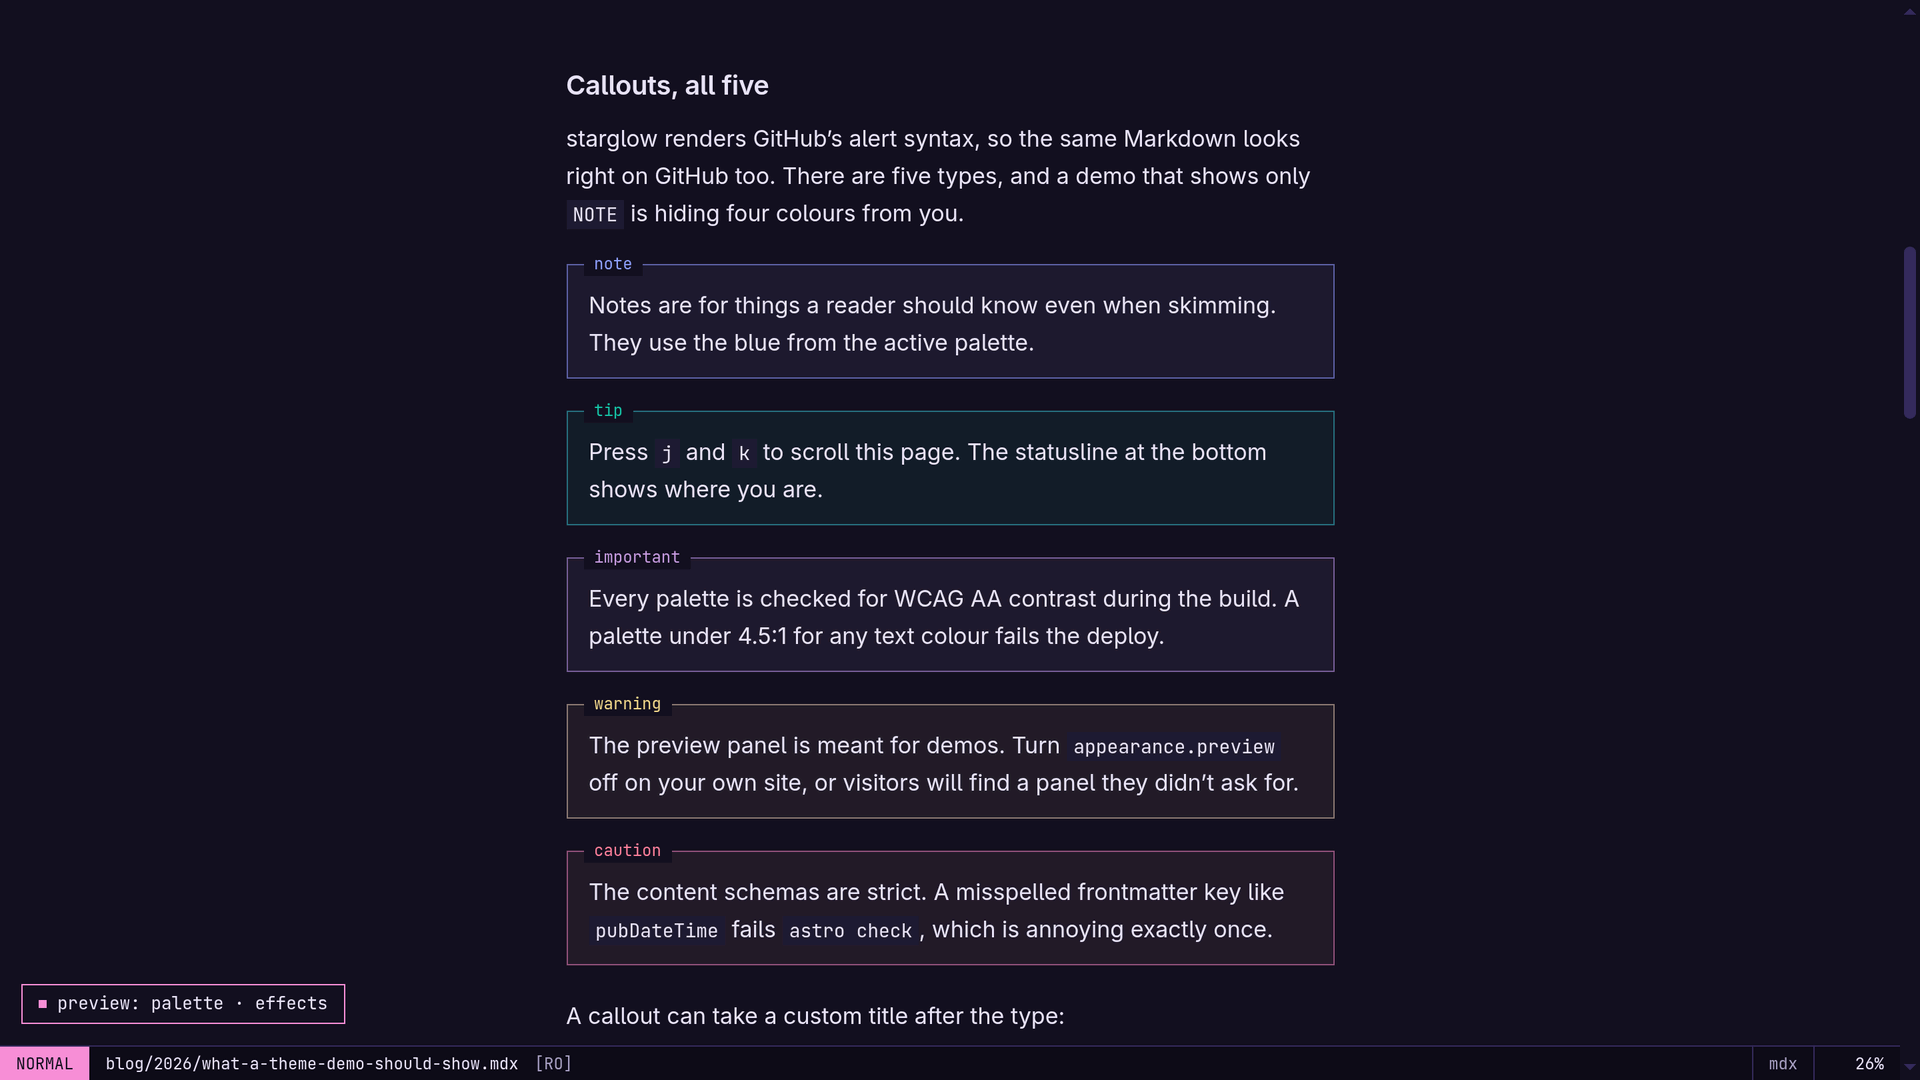 Callouts, all five
starglow renders GitHub’s alert syntax, so the same Markdown looks
right on GitHub too. There are five types, and a demo that shows only
NOTE is hiding four colours from you.
note
Notes are for things a reader should know even when skimming.
They use the blue from the active palette.
tip
Press j and k to scroll this page. The statusline at the bottom
shows where you are.
important
Every palette is checked for WCAG AA contrast during the build. A
palette under 4.5:1 for any text colour fails the deploy.
warning
The preview panel is meant for demos. Turn appearance.preview
off on your own site, or visitors will find a panel they didn’t ask for.
caution
The content schemas are strict. A misspelled frontmatter key like
pubDateTime fails astro check, which is annoying exactly once.
A callout can take a custom title after the type:
preview: palette · effects
NORMAL blog/2026/what-a-theme-demo-should-show.mdx [RO] mdx 26%